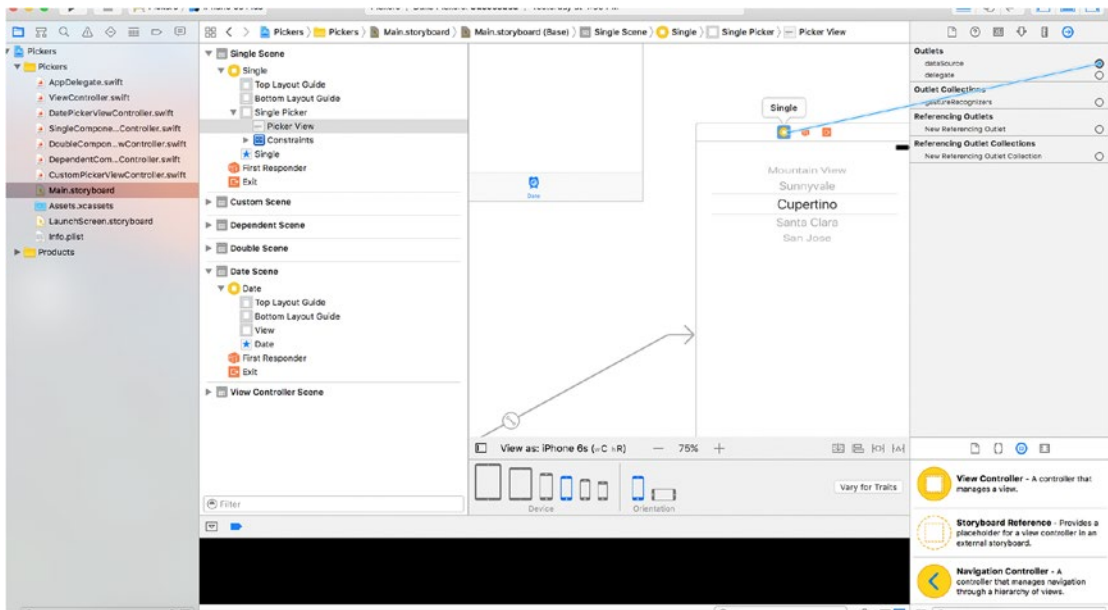 Pickers
Pickers
Main.storyboard
Main.storyboard (Base)
Single Scene
Single
Single Picker
Picker View
Pickers
Pickers
AppDelegate.swift
ViewController.swift
DatePickerViewController.swift
SingleCompone...Controller.swift
DoubleCompon...wController.swift
DependentCom...Controller.swift
CustomPickerViewController.swift
Main.storyboard
Assets.xcassets
LaunchScreen.storyboard
Info.plist
Products
Single Scene
Single
Top Layout Guide
Bottom Layout Guide
Single Picker
Picker View
Constraints
Single
First Responder
Exit
Custom Scene
Dependent Scene
Double Scene
Date Scene
Date
Top Layout Guide
Bottom Layout Guide
View
Date
First Responder
Exit
View Controller Scene
Filter
Date
Single
Mountain View
Sunnyvale
Cupertino
Santa Clara
San Jose
View as: iPhone 6s (wC hR)
75%
Device
Orientation
Vary for Traits
Outlets
dataSource
delegate
Outlet Collections
gestureRecognizers
Referencing Outlets
New Referencing Outlet
Referencing Outlet Collections
New Referencing Outlet Collection
View Controller - A controller that
manages a view.
Storyboard Reference - Provides a
placeholder for a view controller in an
external storyboard.
Navigation Controller - A
controller that manages navigation
through a hierarchy of views.